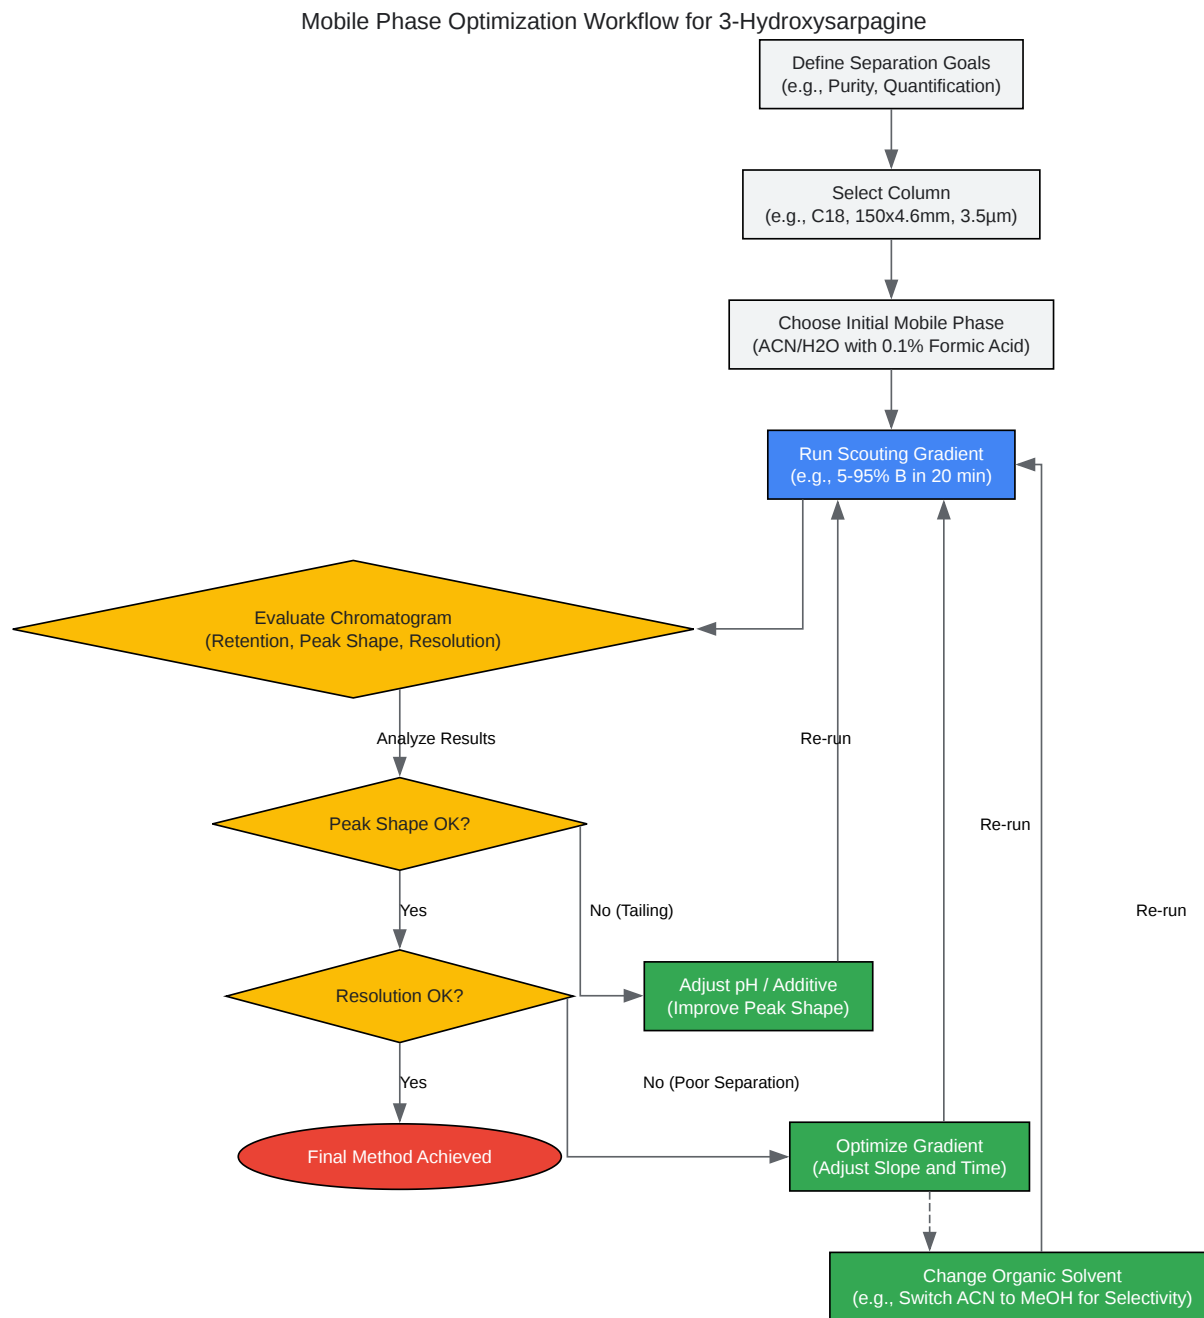 Mobile Phase Optimization Workflow for 3-Hydroxysarpagine
Define Separation Goals
(e.g., Purity, Quantification)
Select Column
(e.g., C18, 150x4.6mm, 3.5µm)
Choose Initial Mobile Phase
(ACN/H2O with 0.1% Formic Acid)
Run Scouting Gradient
(e.g., 5-95% B in 20 min)
Evaluate Chromatogram
(Retention, Peak Shape, Resolution)
Analyze Results
Re-run
Peak Shape OK?
Re-run
Yes
No (Tailing)
Re-run
Resolution OK?
Adjust pH / Additive
(Improve Peak Shape)
Yes
No (Poor Separation)
Final Method Achieved
Optimize Gradient
(Adjust Slope and Time)
Change Organic Solvent
(e.g., Switch ACN to MeOH for Selectivity)